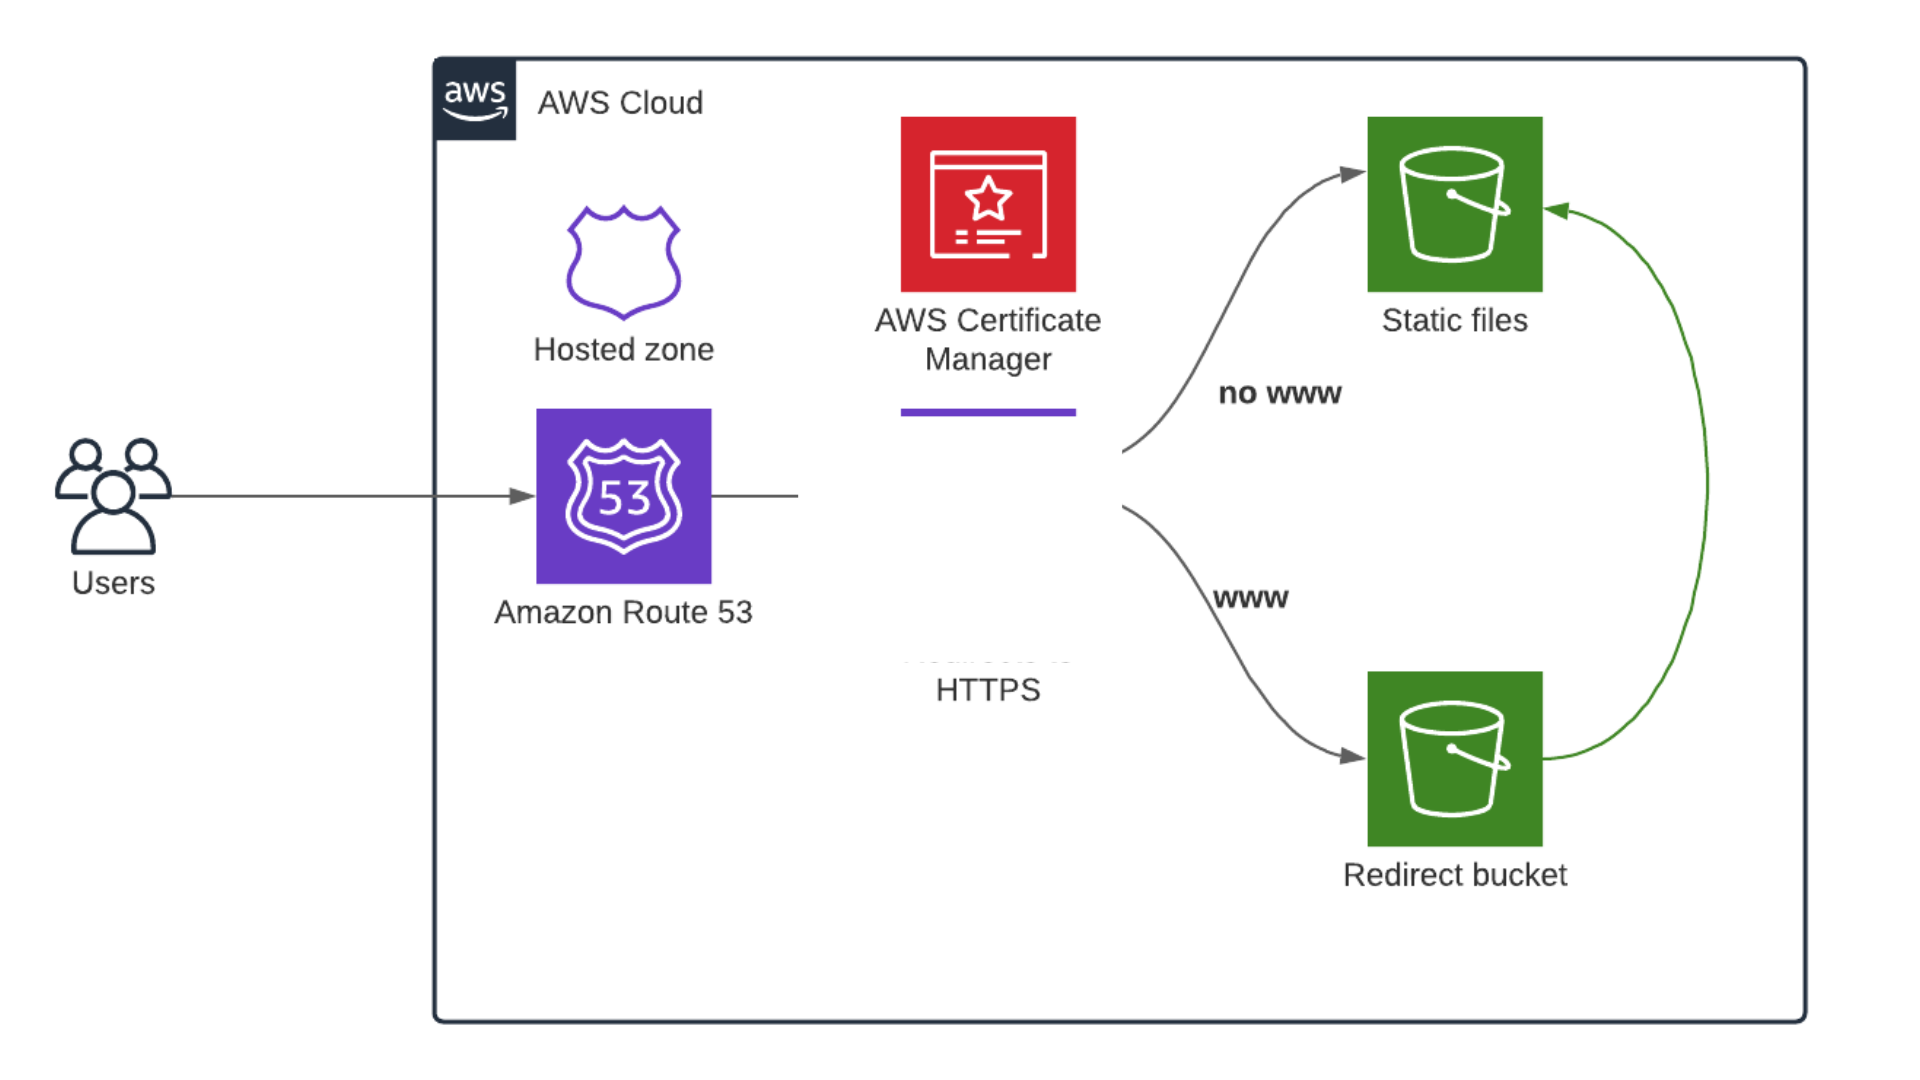 aws
AWS Cloud
Hosted zone
AWS Certificate
Manager
Static files
no www
53
Users
Amazon Route 53
www
HTTPS
Redirect bucket